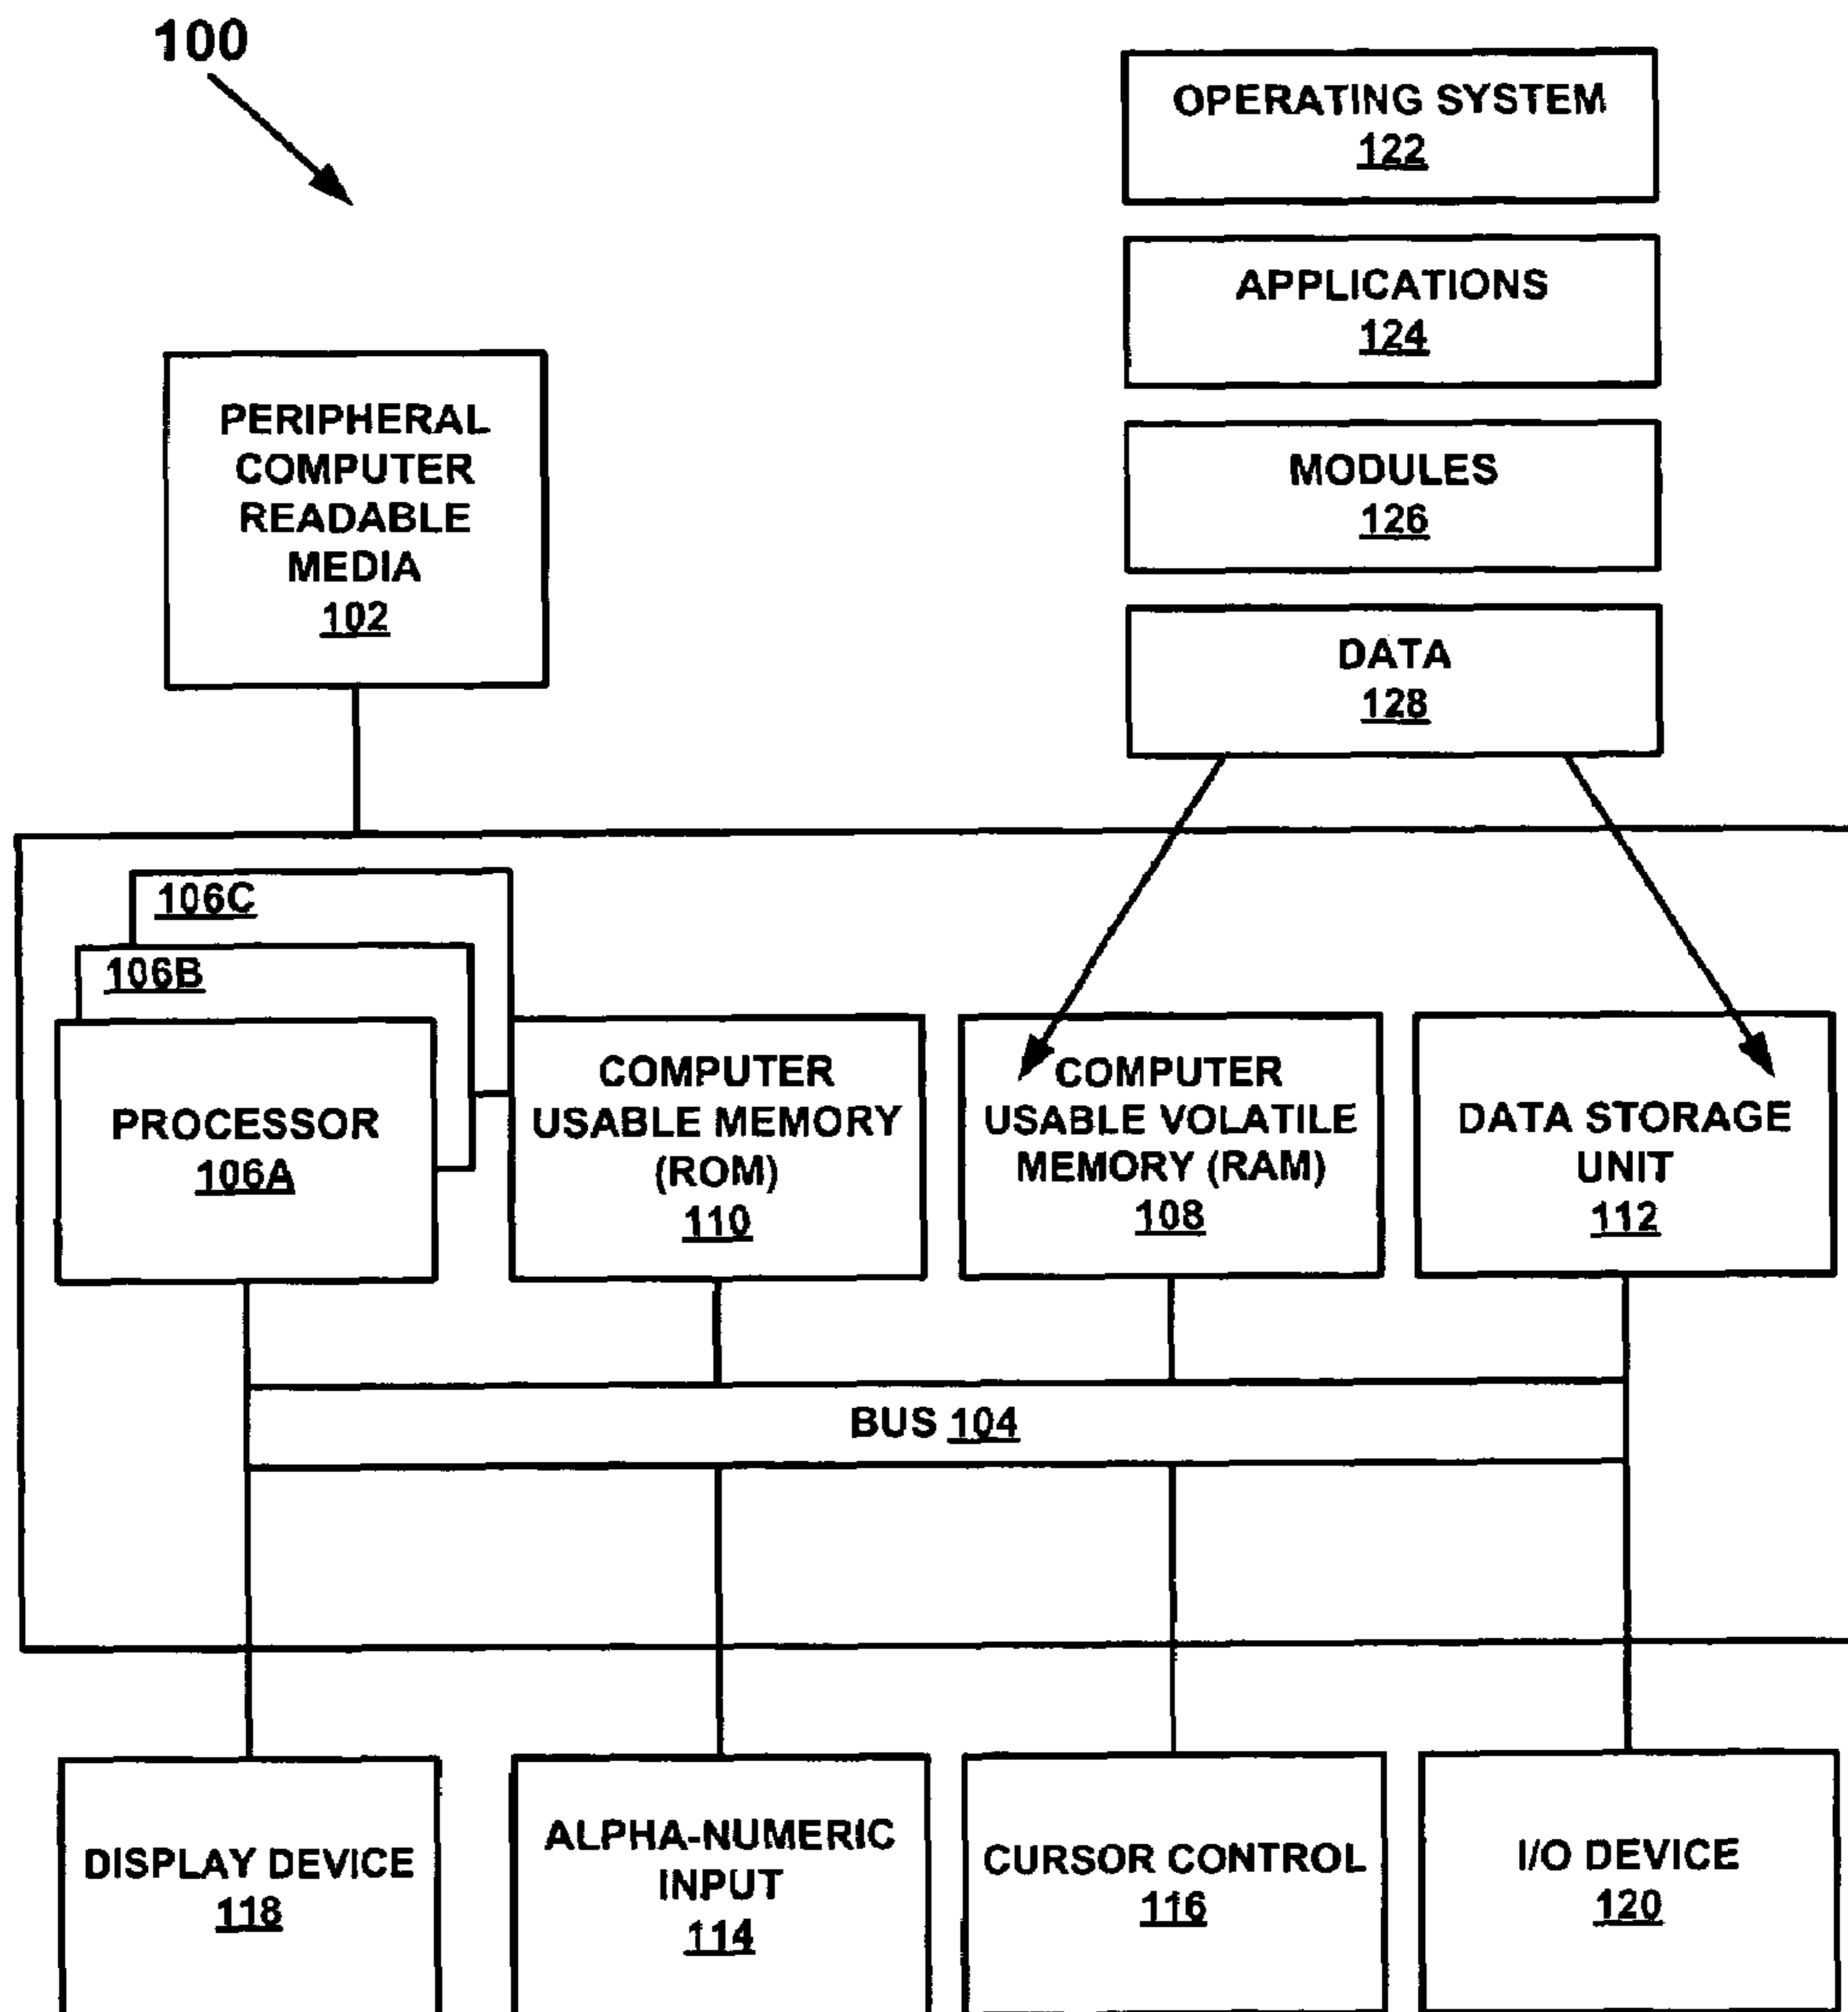 100
OPERATING SYSTEM
122
APPLICATIONS
124
MODULES
126
DATA
128
PERIPHERAL
COMPUTER
READABLE
MEDIA
102
106C
106B
PROCESSOR
106A
COMPUTER
USABLE MEMORY
(ROM)
110
COMPUTER
USABLE VOLATILE
MEMORY (RAM)
108
DATA STORAGE
UNIT
112
BUS 104
DISPLAY DEVICE
118
ALPHA-NUMERIC
INPUT
114
CURSOR CONTROL
116
I/O DEVICE
120